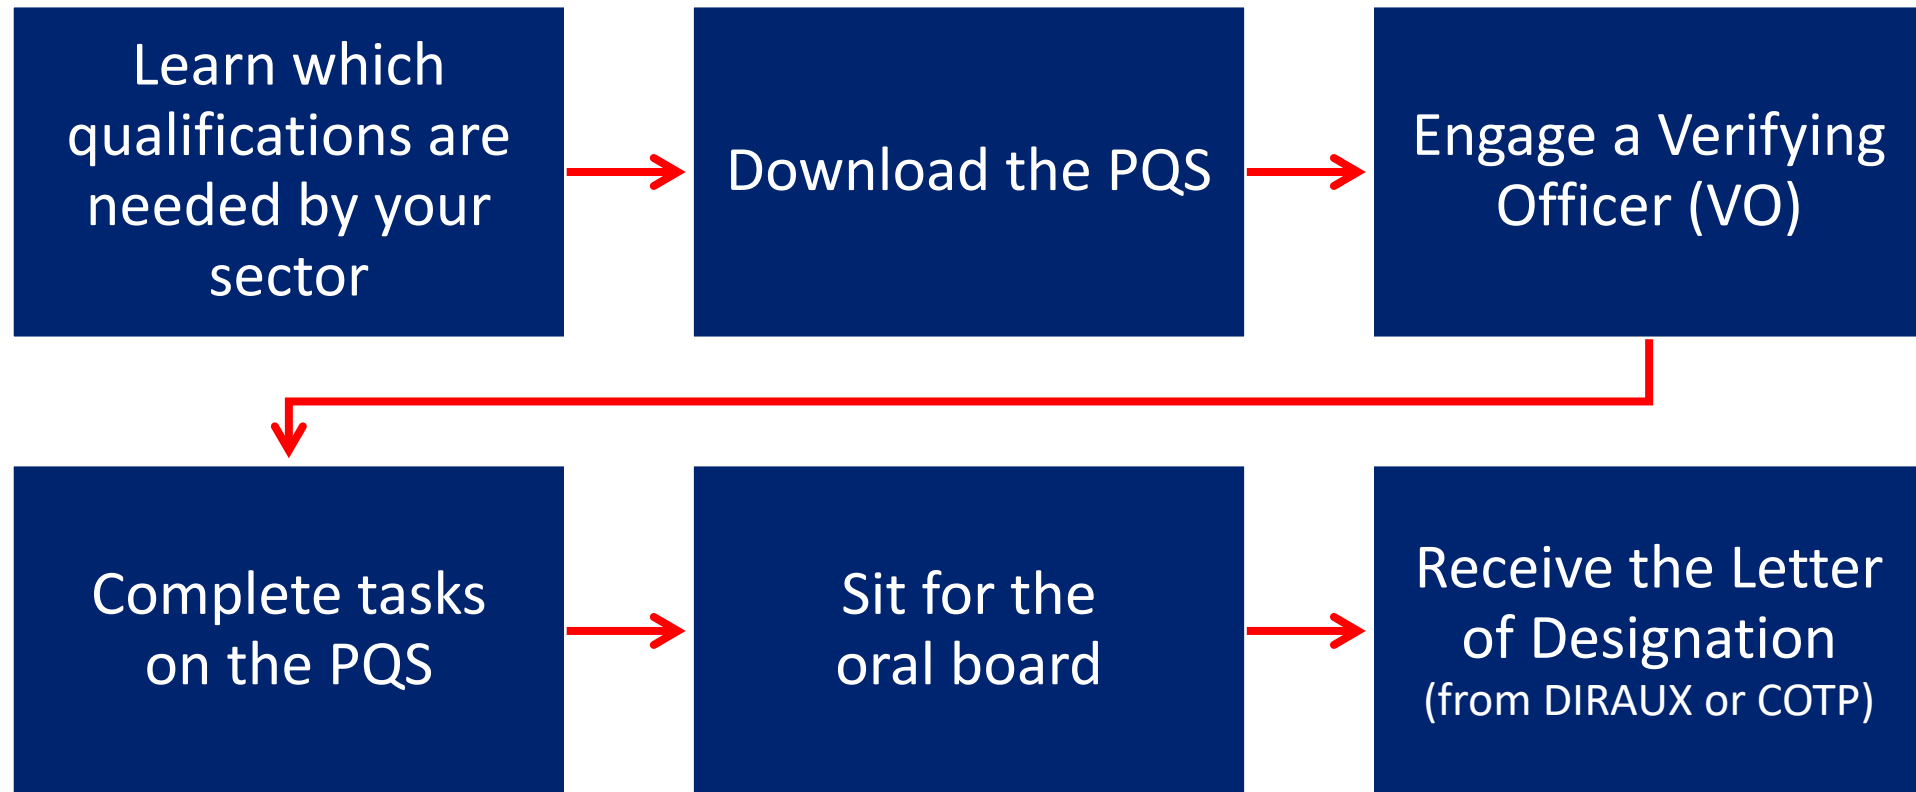 Learn which
qualifications are
needed by your
sector
Download the PQS
Engage a Verifying
Officer (VO)
Complete tasks
on the PQS
Sit for the
oral board
Receive the Letter
of Designation
(from DIRAUX or COTP)